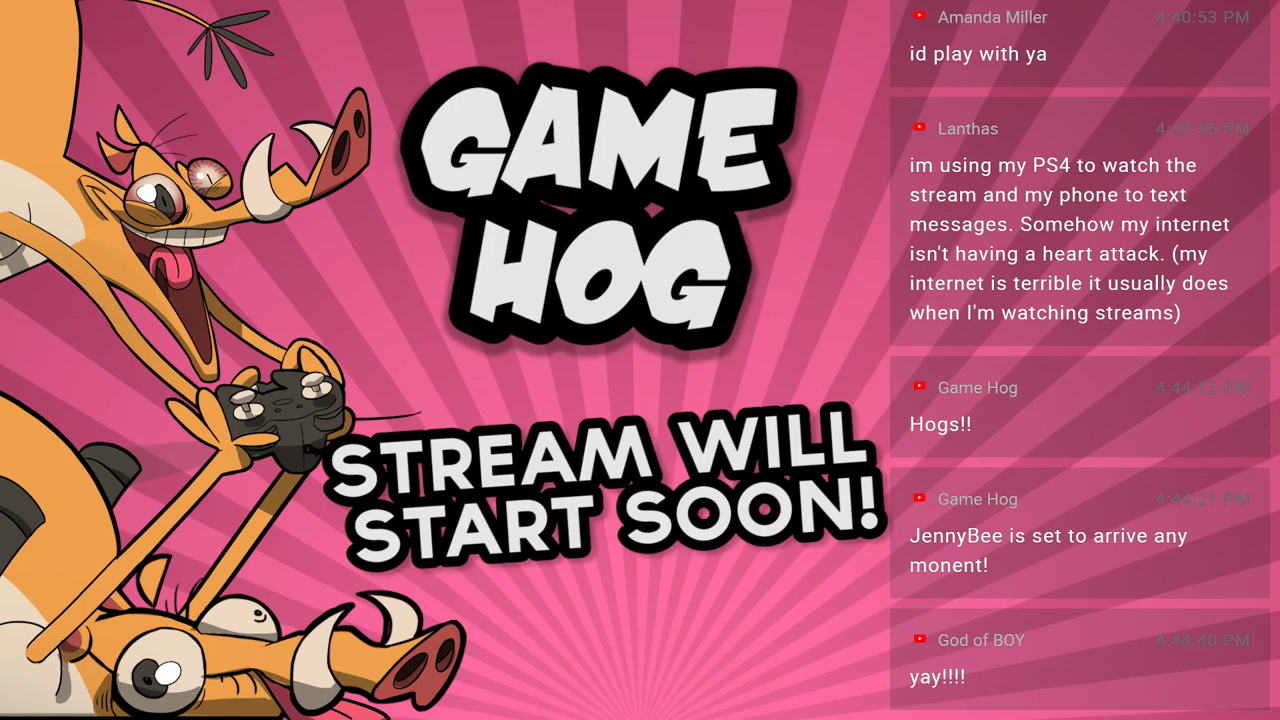 GAME
HOG
STREAM WILL
START SOON!
Amanda Miller 4:40:53 PM
id play with ya
Lanthas 4:43:55 PM
im using my PS4 to watch the
stream and my phone to text
messages. Somehow my internet
isn't having a heart attack. (my
internet is terrible it usually does
when I'm watching streams)
Game Hog 4:44:12 PM
Hogs!!
Game Hog 4:44:21 PM
JennyBee is set to arrive any
monent!
God of BOY 4:44:40 PM
yay!!!!